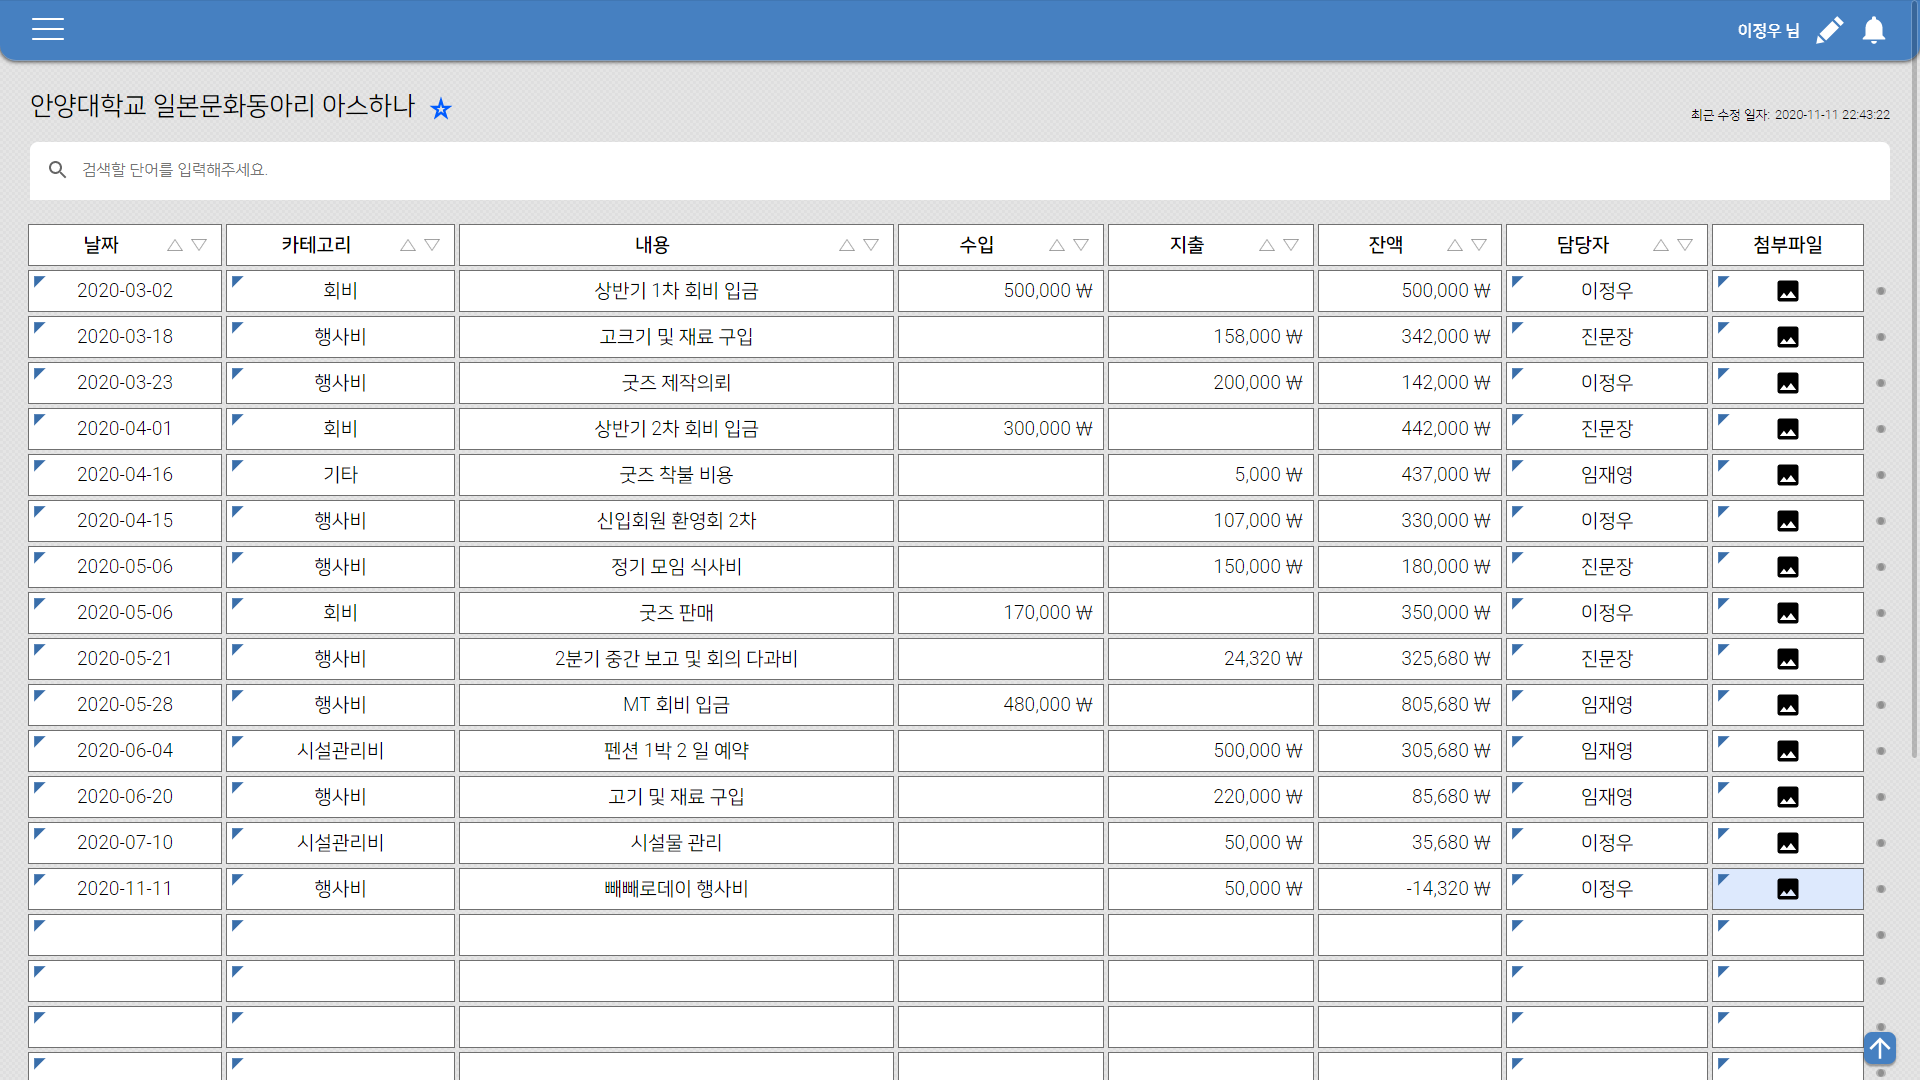 이정우 님
안양대학교 일본문화동아리 아스하나
최근 수정 일자: 2020-11-11 22:43:22
검색할 단어를 입력해주세요.
날짜 △▽ 카테고리 △▽ 내용 △▽ 수입 △▽ 지출 △▽ 잔액 △▽ 담당자 △▽ 첨부파일
2020-03-02 회비 상반기 1차 회비 입금 500,000 ₩ 500,000 ₩ 이정우
2020-03-18 행사비 고크기 및 재료 구입 158,000 ₩ 342,000 ₩ 진문장
2020-03-23 행사비 굿즈 제작의뢰 200,000 ₩ 142,000 ₩ 이정우
2020-04-01 회비 상반기 2차 회비 입금 300,000 ₩ 442,000 ₩ 진문장
2020-04-16 기타 굿즈 착불 비용 5,000 ₩ 437,000 ₩ 임재영
2020-04-15 행사비 신입회원 환영회 2차 107,000 ₩ 330,000 ₩ 이정우
2020-05-06 행사비 정기 모임 식사비 150,000 ₩ 180,000 ₩ 진문장
2020-05-06 회비 굿즈 판매 170,000 ₩ 350,000 ₩ 이정우
2020-05-21 행사비 2분기 중간 보고 및 회의 다과비 24,320 ₩ 325,680 ₩ 진문장
2020-05-28 행사비 MT 회비 입금 480,000 ₩ 805,680 ₩ 임재영
2020-06-04 시설관리비 펜션 1박 2 일 예약 500,000 ₩ 305,680 ₩ 임재영
2020-06-20 행사비 고기 및 재료 구입 220,000 ₩ 85,680 ₩ 임재영
2020-07-10 시설관리비 시설물 관리 50,000 ₩ 35,680 ₩ 이정우
2020-11-11 행사비 빼빼로데이 행사비 50,000 ₩ -14,320 ₩ 이정우